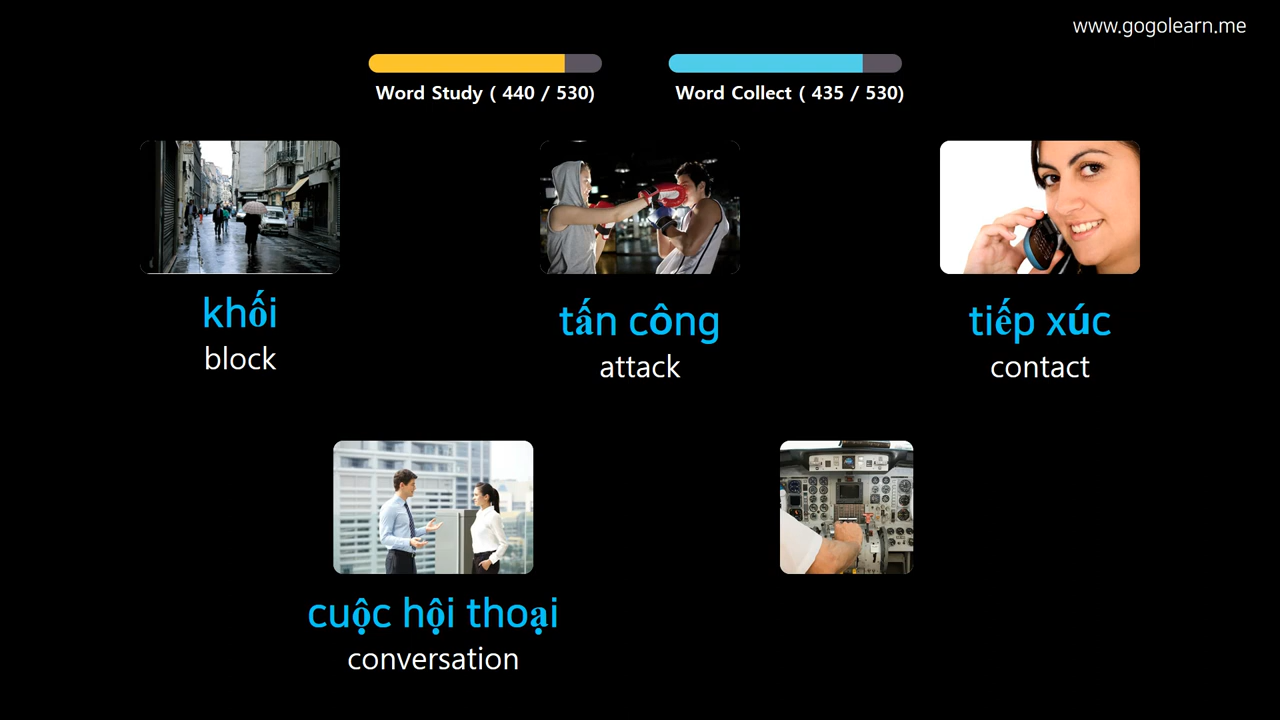 www.gogolearn.me
Word Study ( 440 / 530)
Word Collect ( 435 / 530)
khối
block
tấn công
attack
tiếp xúc
contact
cuộc hội thoại
conversation